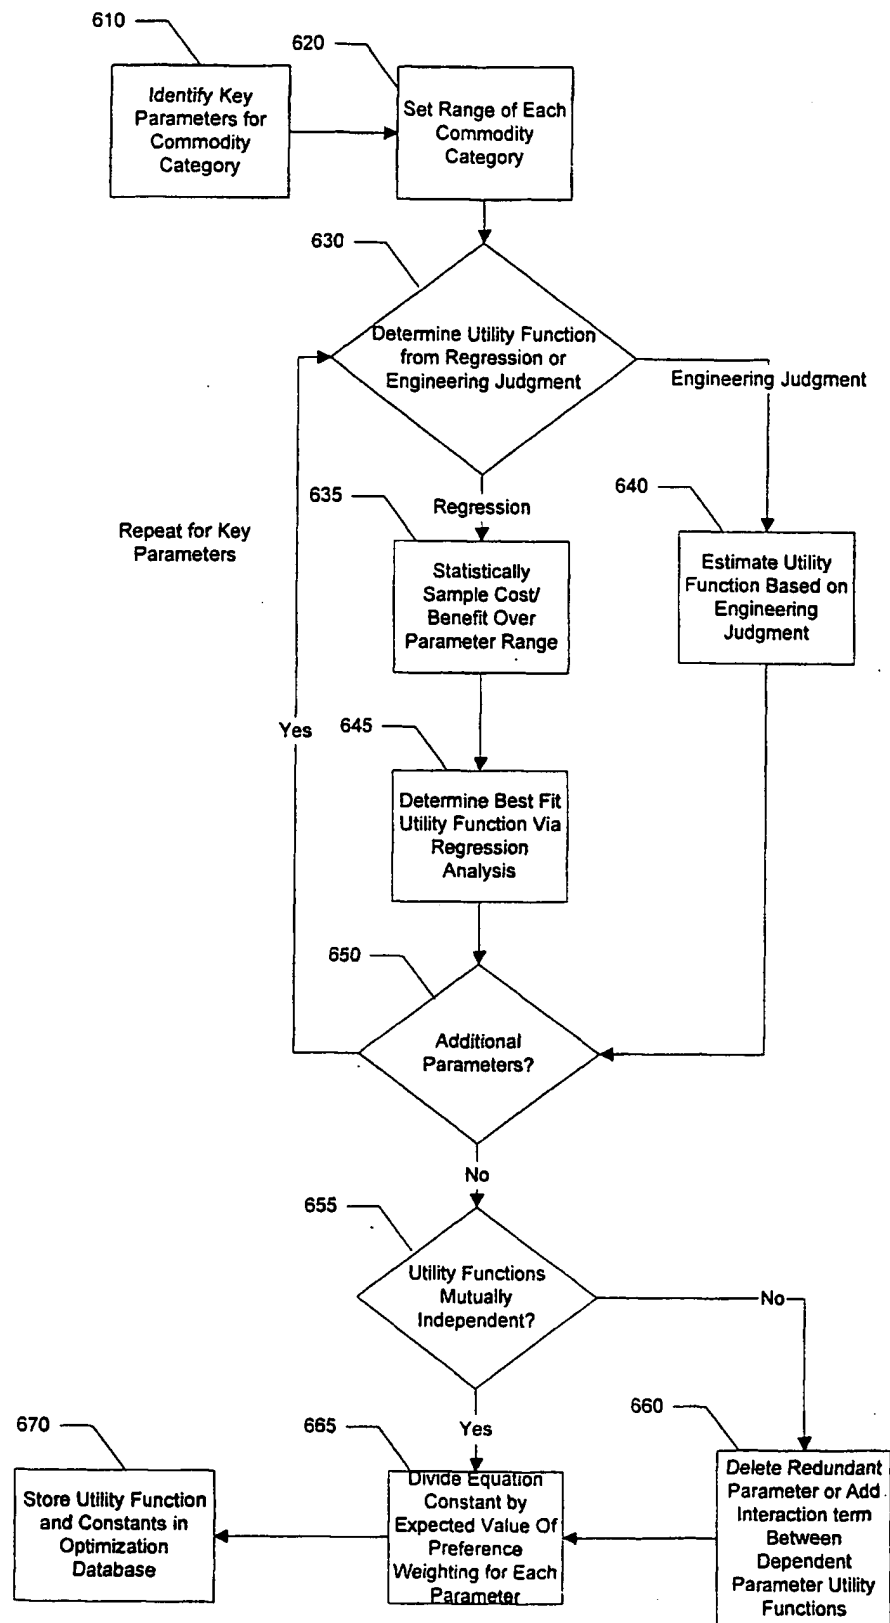 610
620
Identify Key
Parameters for
Commodity
Category
Set Range of Each
Commodity
Category
630
Determine Utility Function
from Regression or
Engineering Judgment
Engineering Judgment
635
Regression
640
Repeat for Key
Parameters
Statistically
Sample Cost/
Benefit Over
Parameter Range
Estimate Utility
Function Based on
Engineering
Judgment
Yes
645
Determine Best Fit
Utility Function Via
Regression
Analysis
650
Additional
Parameters?
No
655
Utility Functions
Mutually
Independent?
No
670
665
Yes
660
Store Utility Function
and Constants in
Optimization
Database
Divide Equation
Constant by
Expected Value Of
Preference
Weighting for Each
Parameter
Delete Redundant
Parameter or Add
Interaction term
Between
Dependent
Parameter Utility
Functions